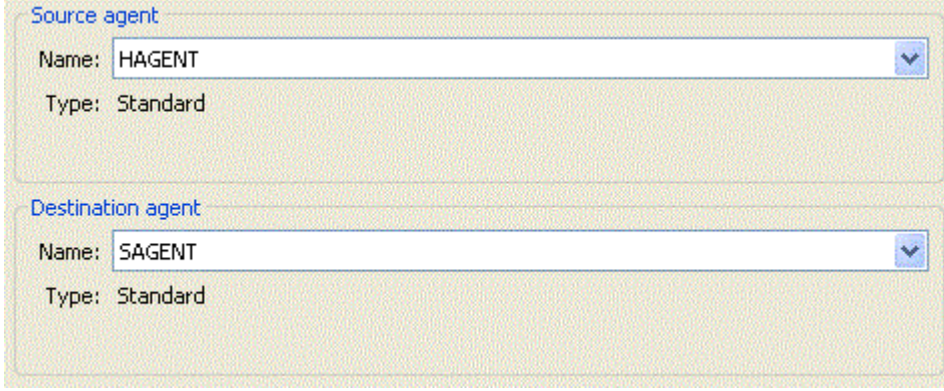 Source agent
Name: HAGENT
Type: Standard
Destination agent
Name: SAGENT
Type: Standard